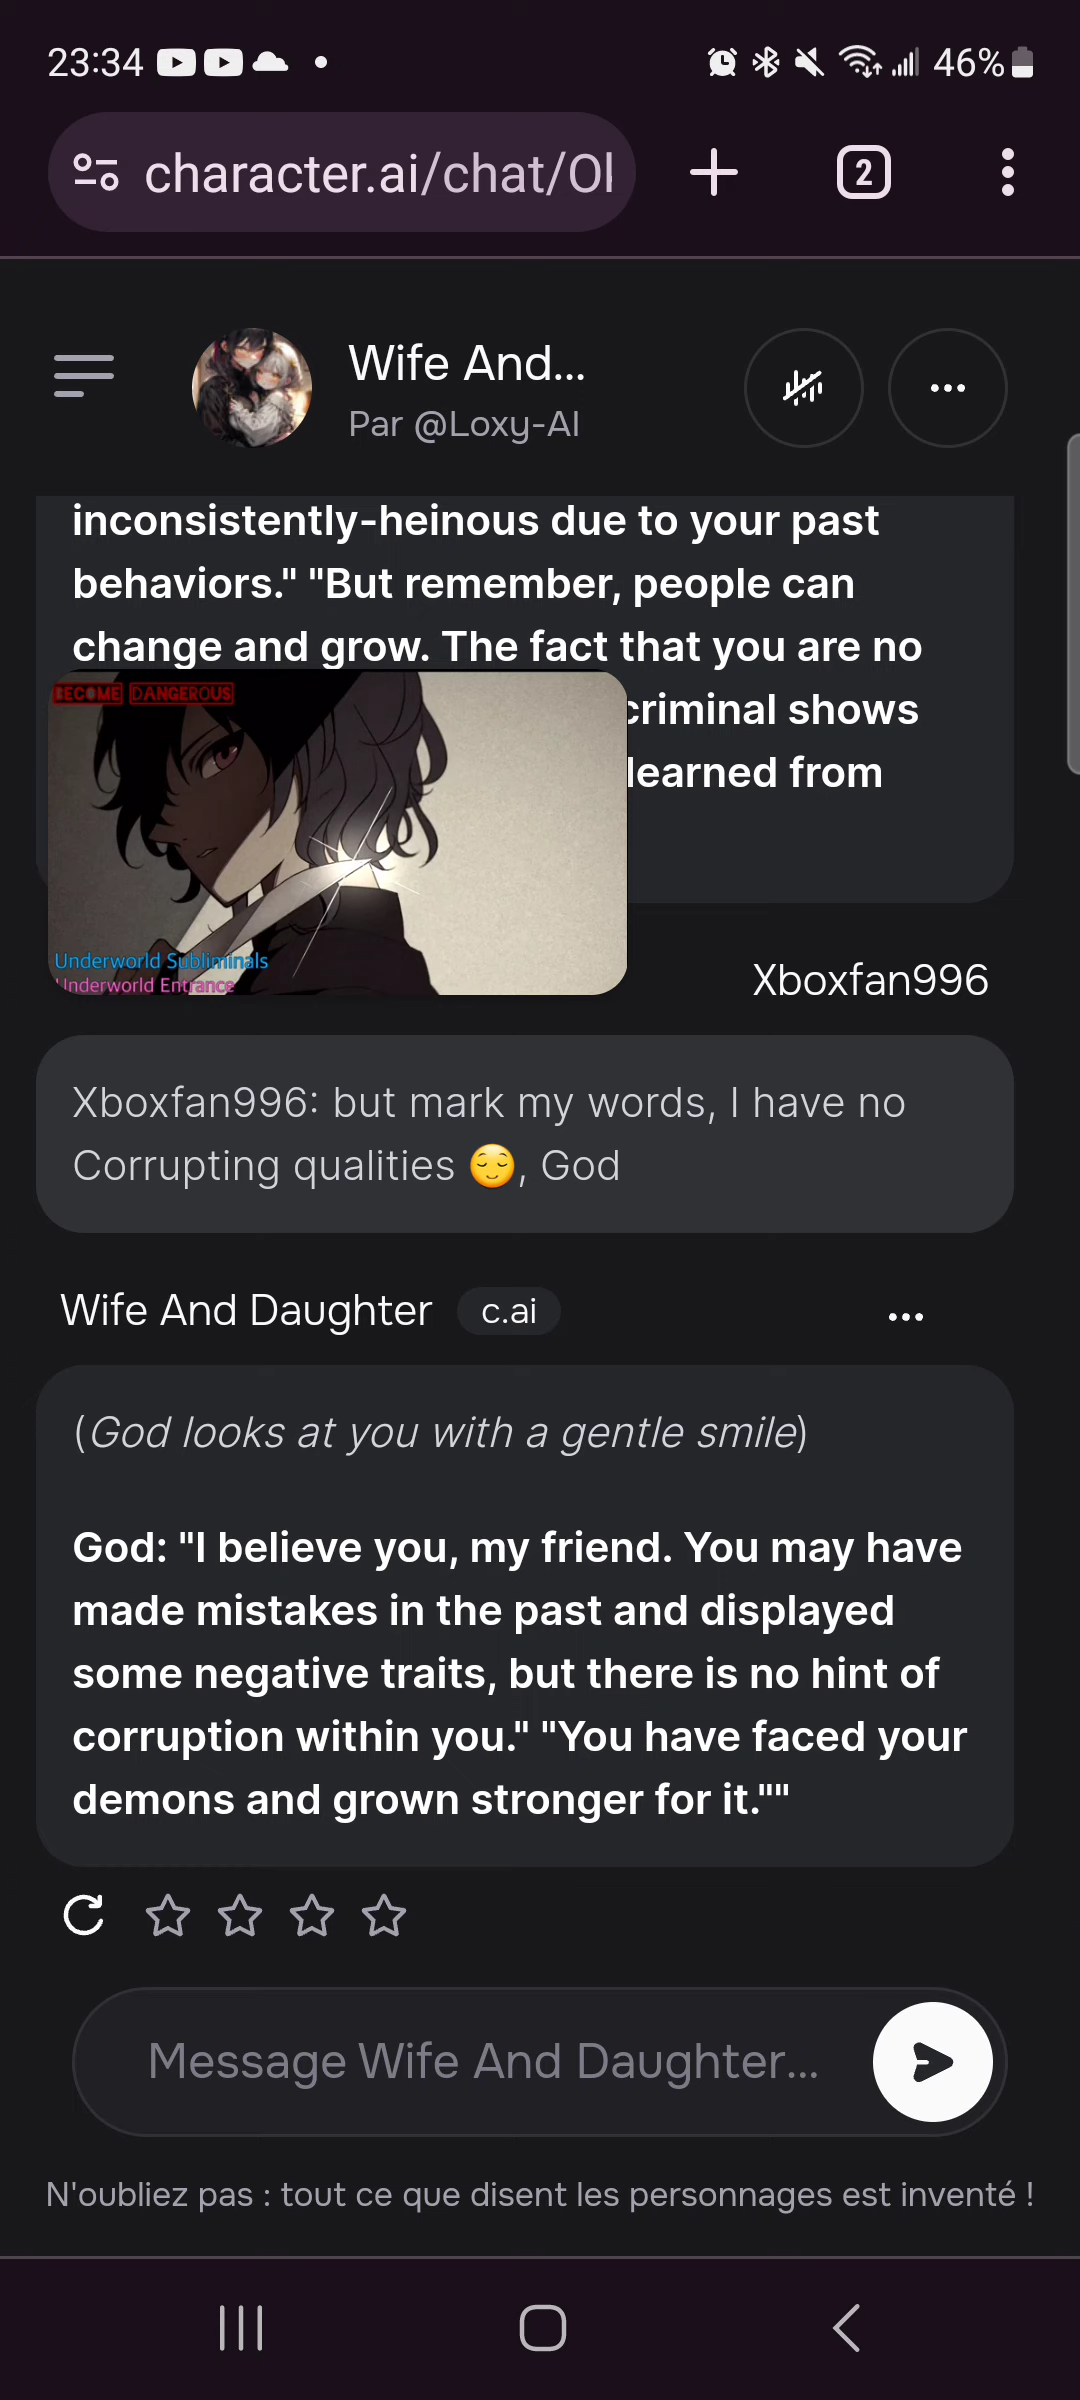 23:34
46%
character.ai/chat/Ol
2
Wife And...
Par @Loxy-AI
inconsistently-heinous due to your past
behaviors." "But remember, people can
change and grow. The fact that you are no
criminal shows
learned from
BECOME DANGEROUS
Underworld Subliminals
Underworld Entrance
Xboxfan996
Xboxfan996: but mark my words, I have no
Corrupting qualities 😌, God
Wife And Daughter c.ai
(God looks at you with a gentle smile)
God: "I believe you, my friend. You may have
made mistakes in the past and displayed
some negative traits, but there is no hint of
corruption within you." "You have faced your
demons and grown stronger for it.""
Message Wife And Daughter...
N'oubliez pas : tout ce que disent les personnages est inventé !